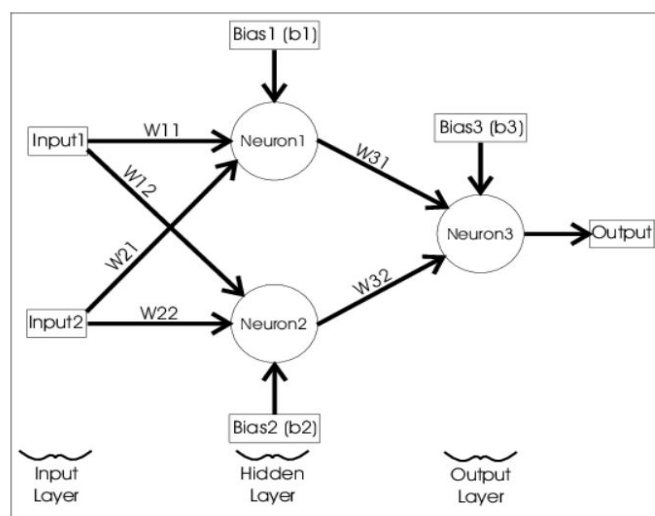 Bias1 (b1)
Input1
W11
Neuron1
Bias3 (b3)
W31
W12
Neuron3
Output
W21
Input2
W22
Neuron2
W32
Bias2 (b2)
Input
Layer
Hidden
Layer
Output
Layer